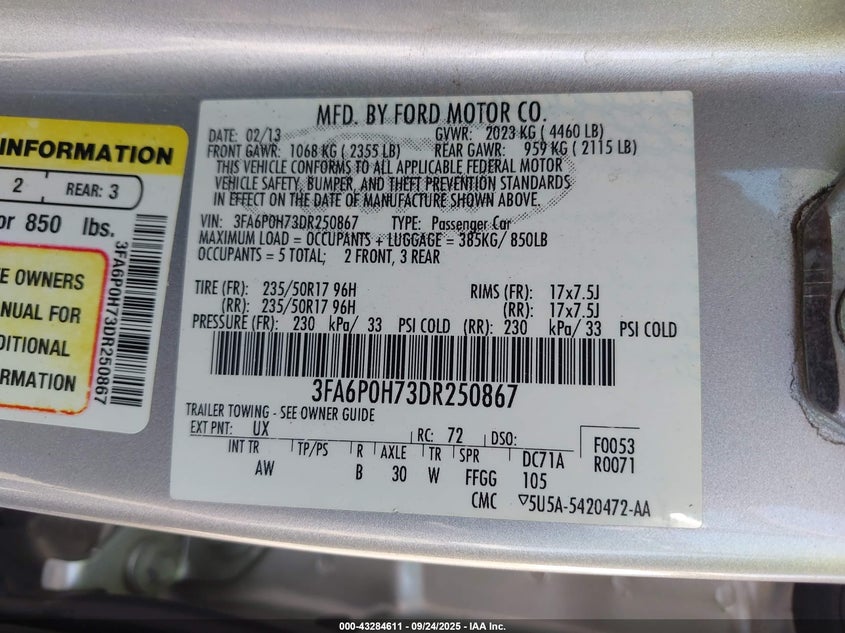 INFORMATION
2 REAR: 3
or 850 lbs.
E OWNERS
NUAL FOR
DITIONAL
RMATION
3FA6P0H73DR250867
MFD. BY FORD MOTOR CO.
DATE: 02/13 GVWR: 2023 KG ( 4460 LB)
FRONT GAWR: 1068 KG ( 2355 LB) REAR GAWR: 959 KG ( 2115 LB)
THIS VEHICLE CONFORMS TO ALL APPLICABLE FEDERAL MOTOR
VEHICLE SAFETY, BUMPER, AND THEFT PREVENTION STANDARDS
IN EFFECT ON THE DATE OF MANUFACTURE SHOWN ABOVE.
VIN: 3FA6P0H73DR250867 TYPE: Passenger Car
MAXIMUM LOAD = OCCUPANTS + LUGGAGE = 385KG/ 850LB
OCCUPANTS = 5 TOTAL; 2 FRONT, 3 REAR
TIRE (FR): 235/50R17 96H RIMS (FR): 17x7.5J
(RR): 235/50R17 96H (RR): 17x7.5J
PRESSURE (FR): 230 kPa/ 33 PSI COLD (RR): 230 kPa/ 33 PSI COLD
3FA6P0H73DR250867
TRAILER TOWING - SEE OWNER GUIDE
EXT PNT: UX RC: 72 DSO: F0053
INT TR TP/PS R AXLE TR SPR DC71A R0071
AW B 30 W FFGG 105
CMC ▽5U5A-5420472-AA
000-43284611 - 09/24/2025 - IAA Inc.